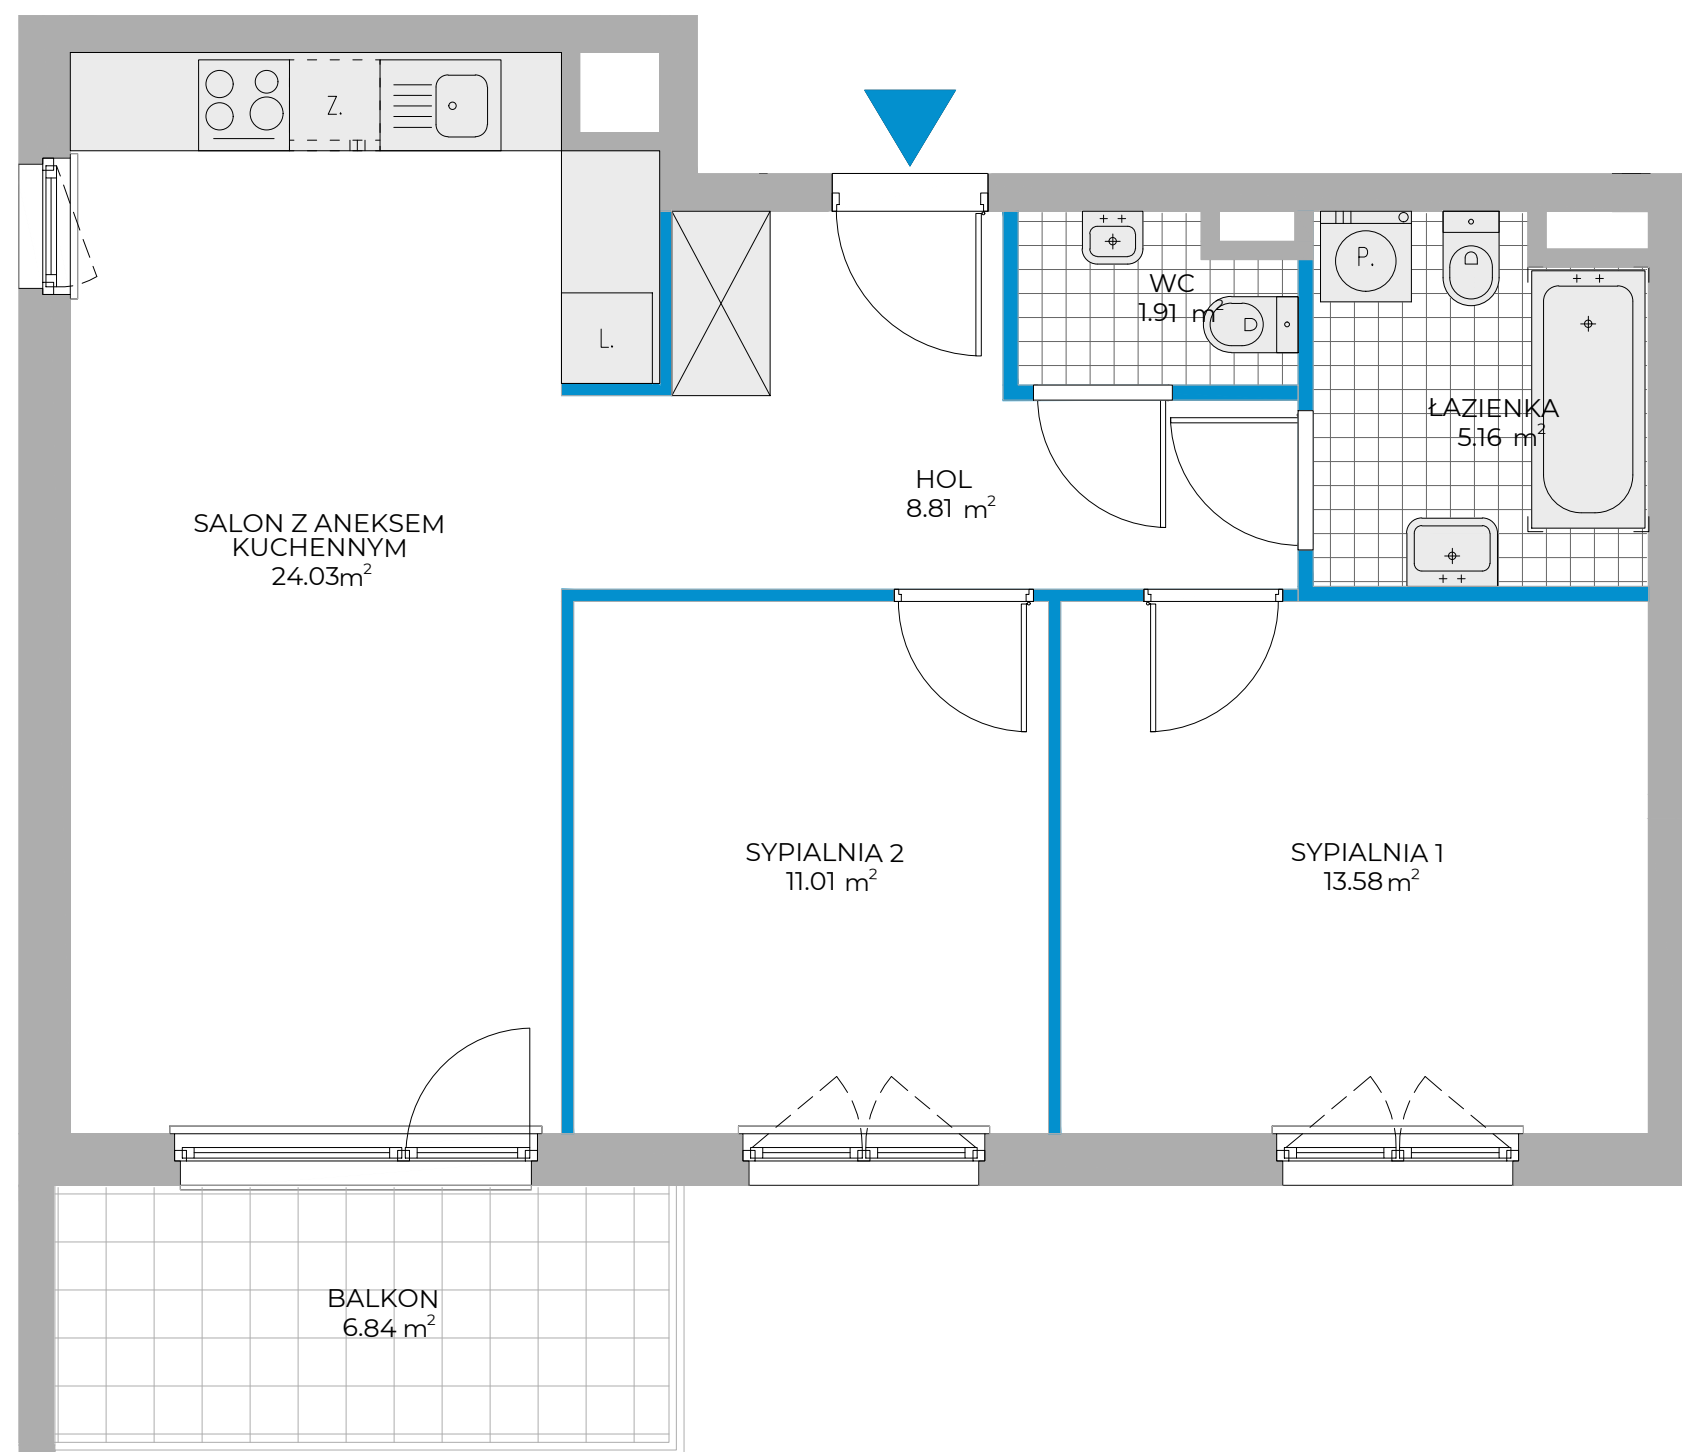 Z.
L.
P.
WC
1.91 m²
ŁAZIENKA
5.16 m²
HOL
8.81 m²
SALON Z ANEKSEM
KUCHENNYM
24.03m²
SYPIALNIA 2
11.01 m²
SYPIALNIA 1
13.58 m²
BALKON
6.84 m²